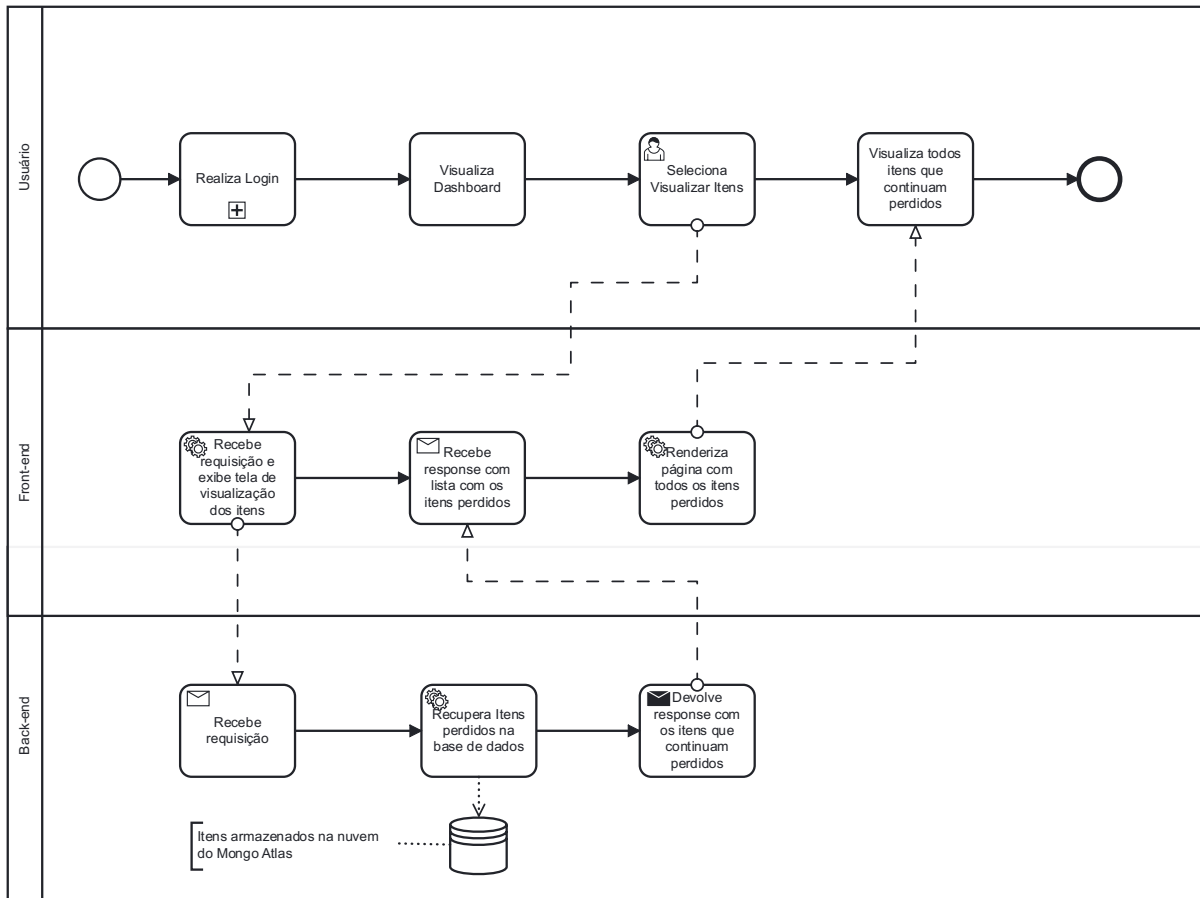 Usuário
Realiza Login
Visualiza
Dashboard
Seleciona
Visualizar Itens
Visualiza todos
itens que
continuam
perdidos
Front-end
Recebe
requisição e
exibe tela de
visualização
dos itens
Recebe
response com
lista com os
itens perdidos
Renderiza
página com
todos os itens
perdidos
Back-end
Recebe
requisição
Recupera Itens
perdidos na
base de dados
Devolve
response com
os itens que
continuam
perdidos
Itens armazenados na nuvem
do Mongo Atlas